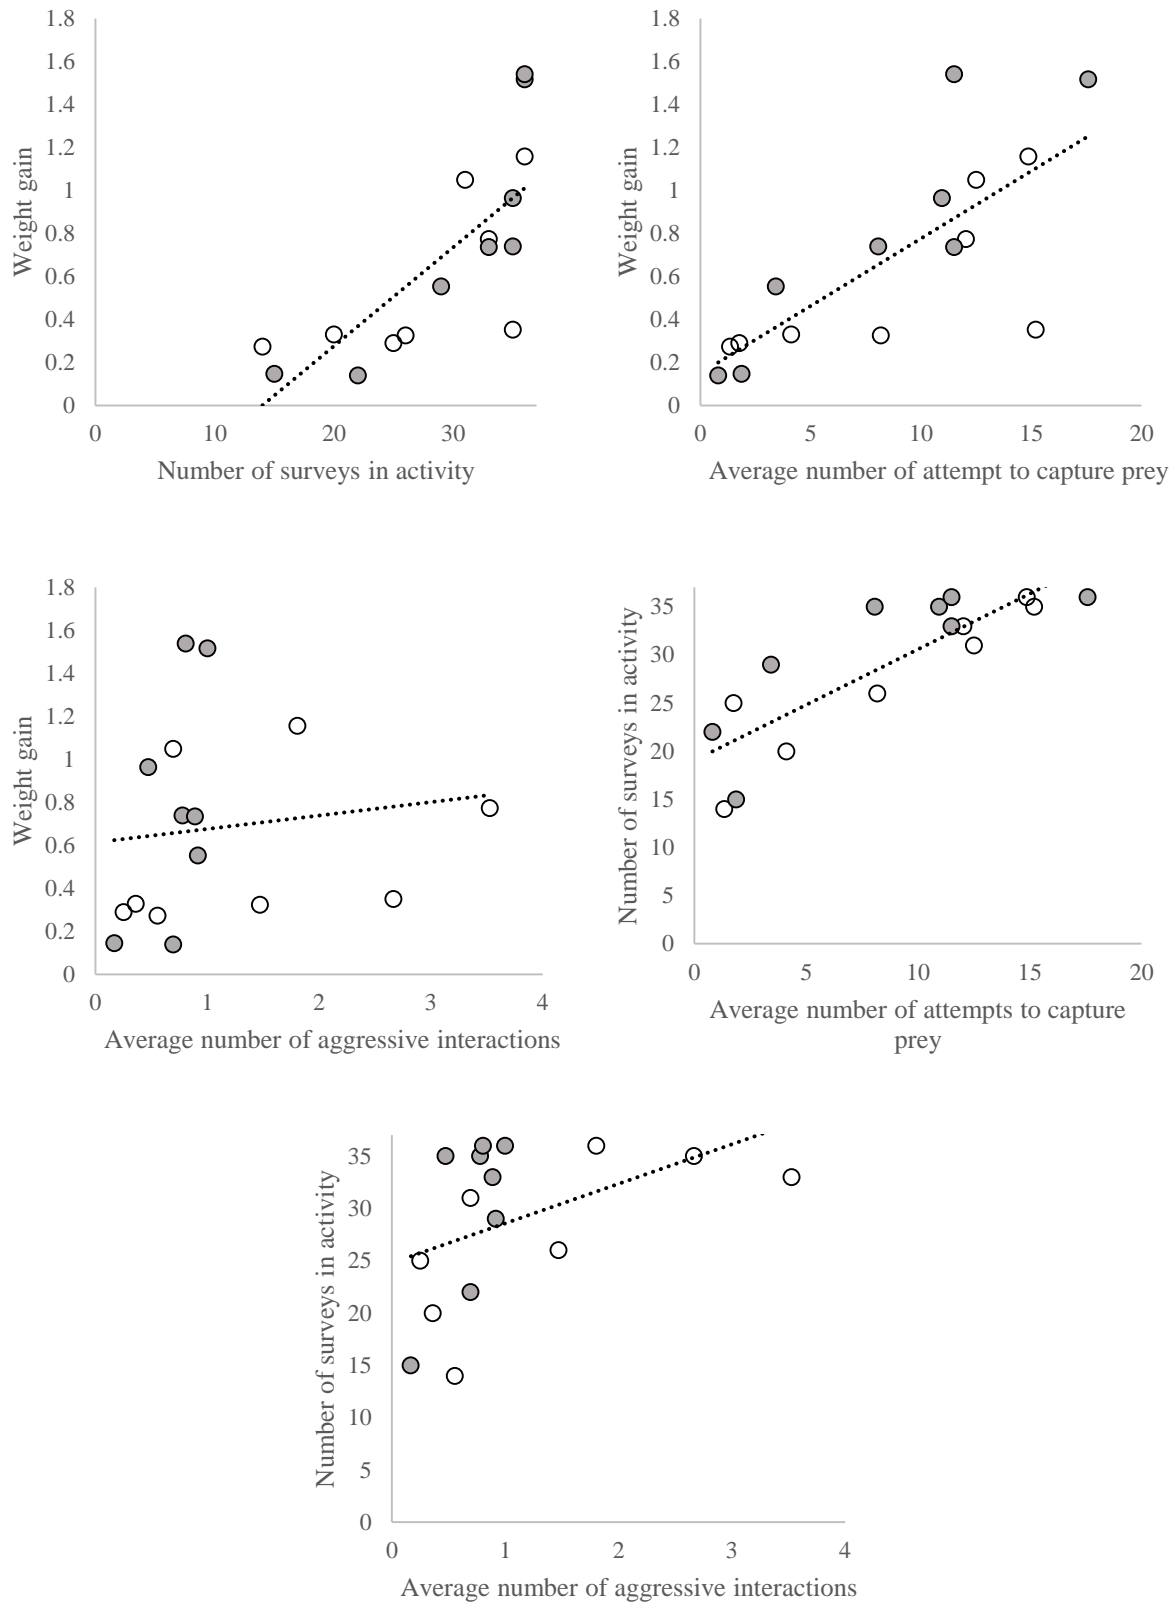 1.8
1.6
1.4
1.2
1
0.8
0.6
0.4
0.2
0
Weight gain
0 10 20 30
Number of surveys in activity
1.8
1.6
1.4
1.2
1
0.8
0.6
0.4
0.2
0
Weight gain
0 5 10 15 20
Average number of attempt to capture prey
1.8
1.6
1.4
1.2
1
0.8
0.6
0.4
0.2
0
Weight gain
0 1 2 3 4
Average number of aggressive interactions
35
30
25
20
15
10
5
0
Number of surveys in activity
0 5 10 15 20
Average number of attempts to capture
prey
35
30
25
20
15
10
5
0
Number of surveys in activity
0 1 2 3 4
Average number of aggressive interactions